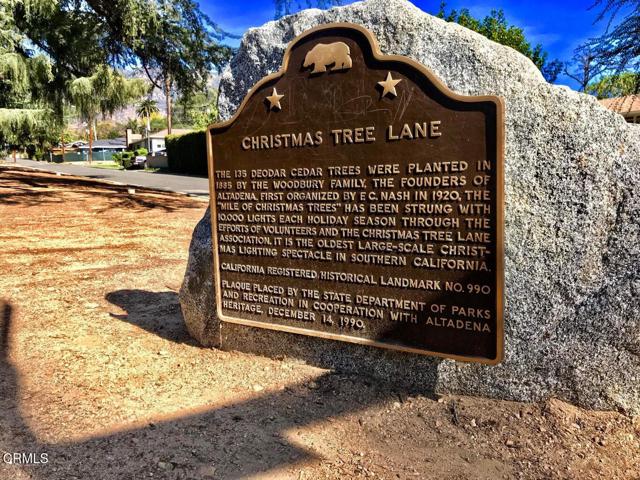 CHRISTMAS TREE LANE
THE 135 DEODAR CEDAR TREES WERE PLANTED IN
1885 BY THE WOODBURY FAMILY, THE FOUNDERS OF
ALTADENA. FIRST ORGANIZED BY F.C. NASH IN 1920, THE
"MILE OF CHRISTMAS TREES" HAS BEEN STRUNG WITH
10,000 LIGHTS EACH HOLIDAY SEASON THROUGH THE
EFFORTS OF VOLUNTEERS AND THE CHRISTMAS TREE LANE
ASSOCIATION. IT IS THE OLDEST LARGE-SCALE CHRIST-
MAS LIGHTING SPECTACLE IN SOUTHERN CALIFORNIA.
CALIFORNIA REGISTERED HISTORICAL LANDMARK NO. 990
PLAQUE PLACED BY THE STATE DEPARTMENT OF PARKS
AND RECREATION IN COOPERATION WITH ALTADENA
HERITAGE, DECEMBER 14, 1990.
CRMLS